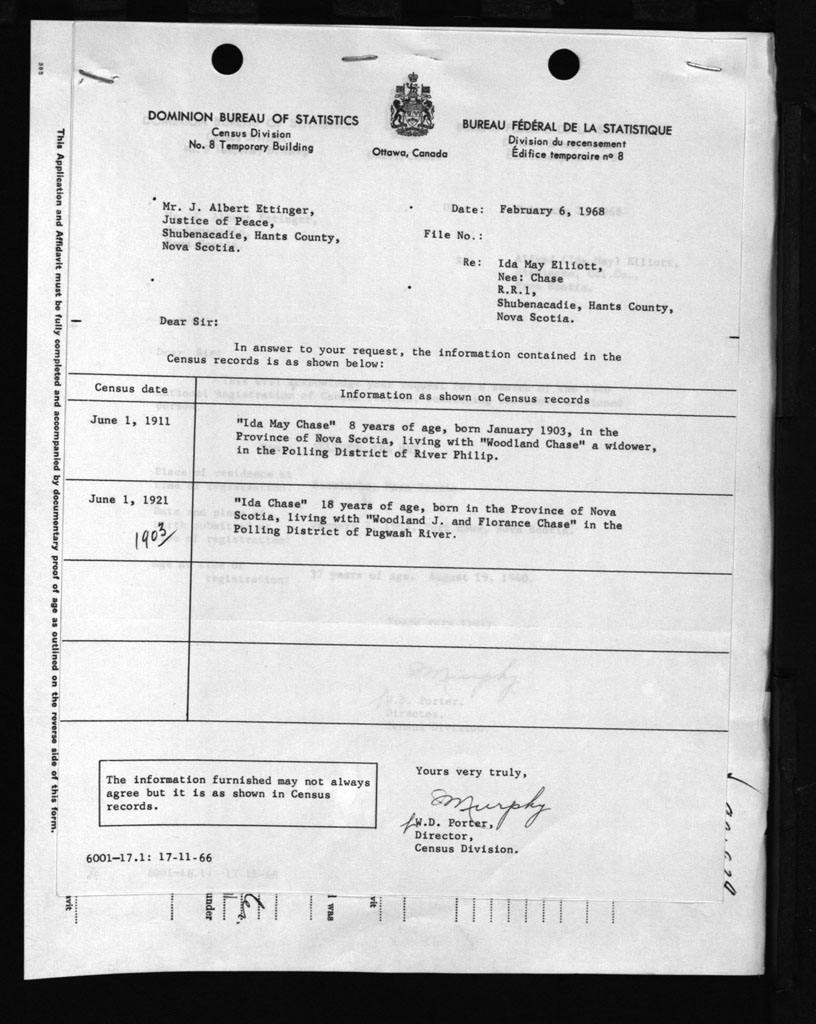 DOMINION BUREAU OF STATISTICS
Census Division
No. 8 Temporary Building
Ottawa, Canada
BUREAU FÉDÉRAL DE LA STATISTIQUE
Division du recensement
Édifice temporaire nº 8
Mr. J. Albert Ettinger,
Justice of Peace,
Shubenacadie, Hants County,
Nova Scotia.
Date: February 6, 1968
File No.:
Re: Ida May Elliott,
Nee: Chase
R.R.1,
Shubenacadie, Hants County,
Nova Scotia.
Dear Sir:
In answer to your request, the information contained in the
Census records is as shown below:
Census date
Information as shown on Census records
June 1, 1911
"Ida May Chase" 8 years of age, born January 1903, in the
Province of Nova Scotia, living with "Woodland Chase" a widower,
in the Polling District of River Philip.
June 1, 1921
1903
"Ida Chase" 18 years of age, born in the Province of Nova
Scotia, living with "Woodland J. and Florance Chase" in the
Polling District of Pugwash River.
registration: 37 years of age. August 19, 1940.
The information furnished may not always
agree but it is as shown in Census
records.
Yours very truly,
Murphy
W.D. Porter,
Director,
Census Division.
6001-17.1: 17-11-66
This Application and Affidavit must be fully completed and accompanied by documentary proof of age as outlined on the reverse side of this form.
under
I was